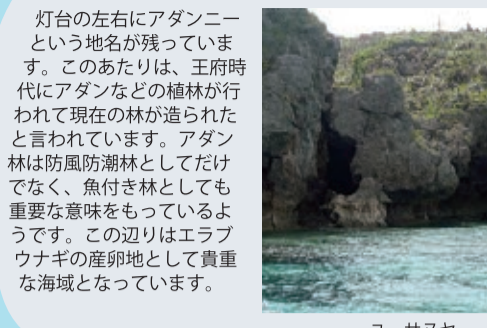 灯台の左右にアダンニー
という地名が残っていま
す。このあたりは、王府時
代にアダンなどの植林が行
われて現在の林が造られた
と言われています。アダン
林は防風防潮林としてだけ
でなく、魚付き林としても
重要な意味をもっているよ
うです。この辺りはエラブ
ウナギの産卵地として貴重
な海域となっています。